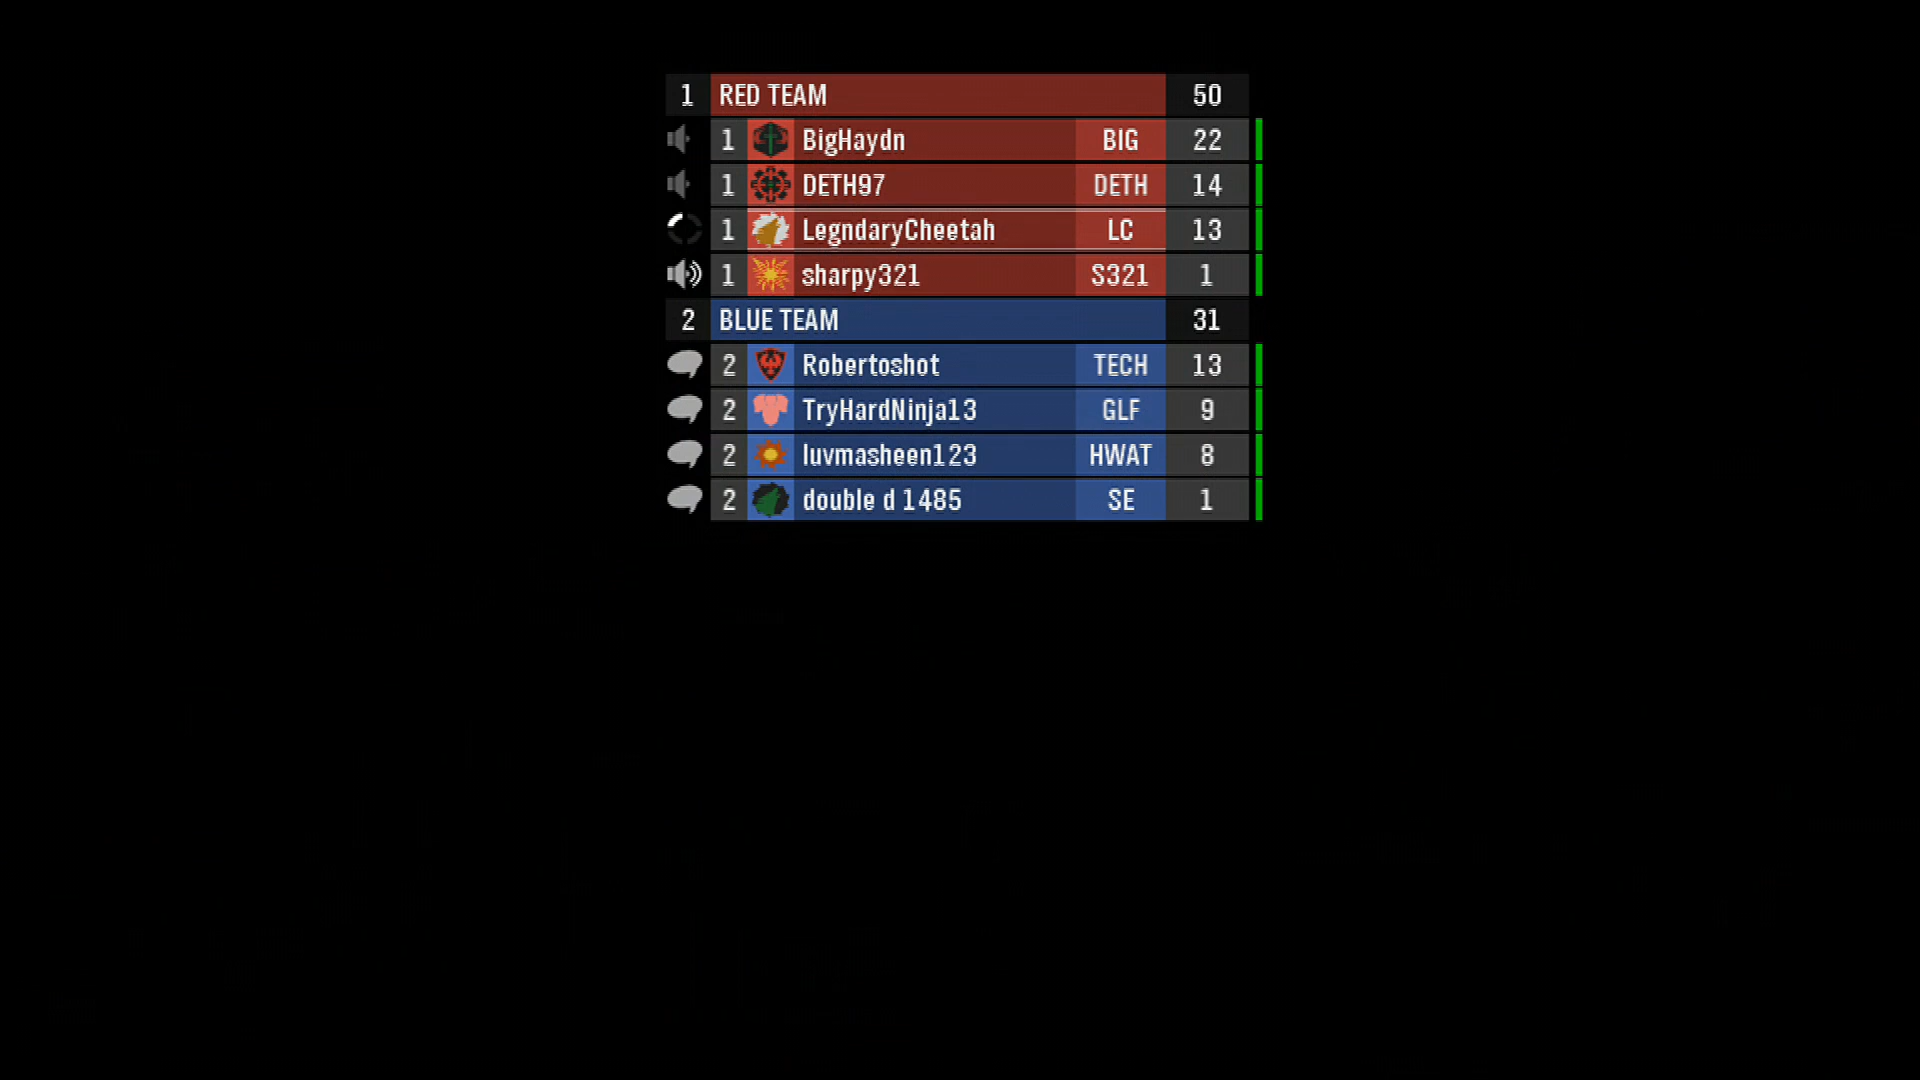 1 RED TEAM 50
1 BigHaydn BIG 22
1 DETH97 DETH 14
1 LegndaryCheetah LC 13
1 sharpy321 S321 1
2 BLUE TEAM 31
2 Robertoshot TECH 13
2 TryHardNinja13 GLF 9
2 luvmasheen123 HWAT 8
2 double d 1485 SE 1